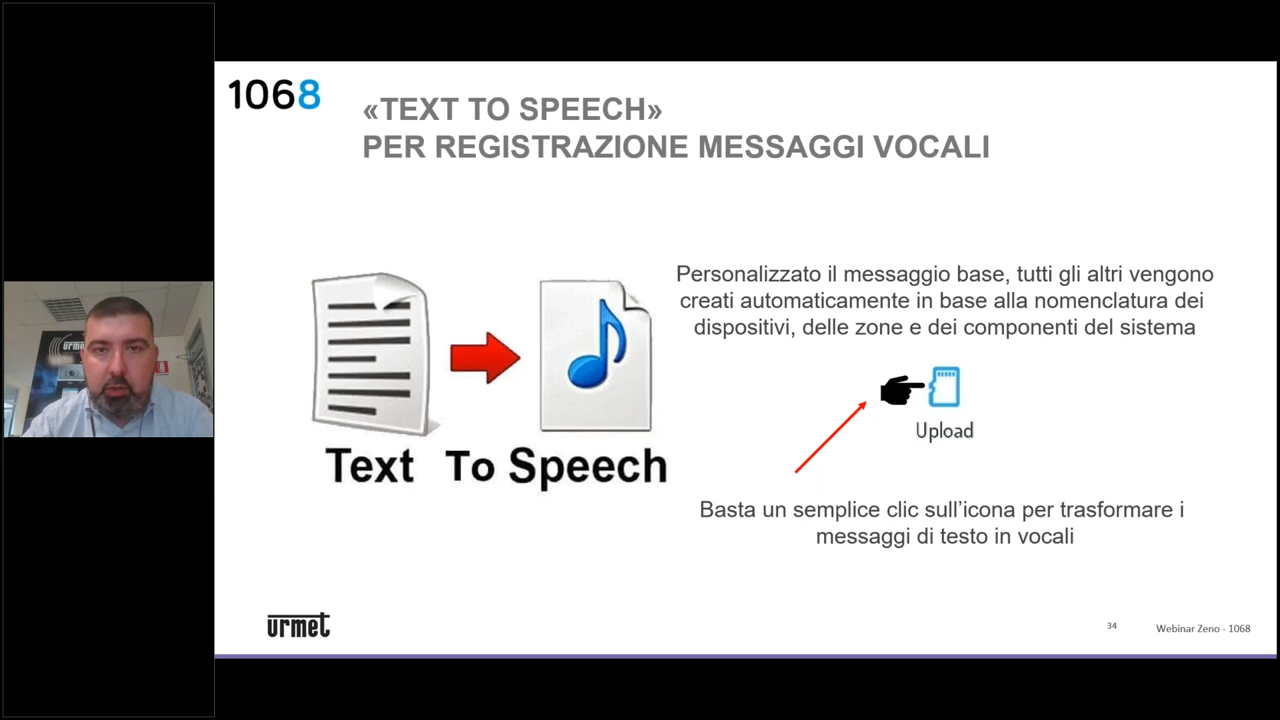 1068
«TEXT TO SPEECH»
PER REGISTRAZIONE MESSAGGI VOCALI
Personalizzato il messaggio base, tutti gli altri vengono
creati automaticamente in base alla nomenclatura dei
dispositivi, delle zone e dei componenti del sistema
Upload
Text To Speech
Basta un semplice clic sull'icona per trasformare i
messaggi di testo in vocali
urmet
34
Webinar Zeno - 1068